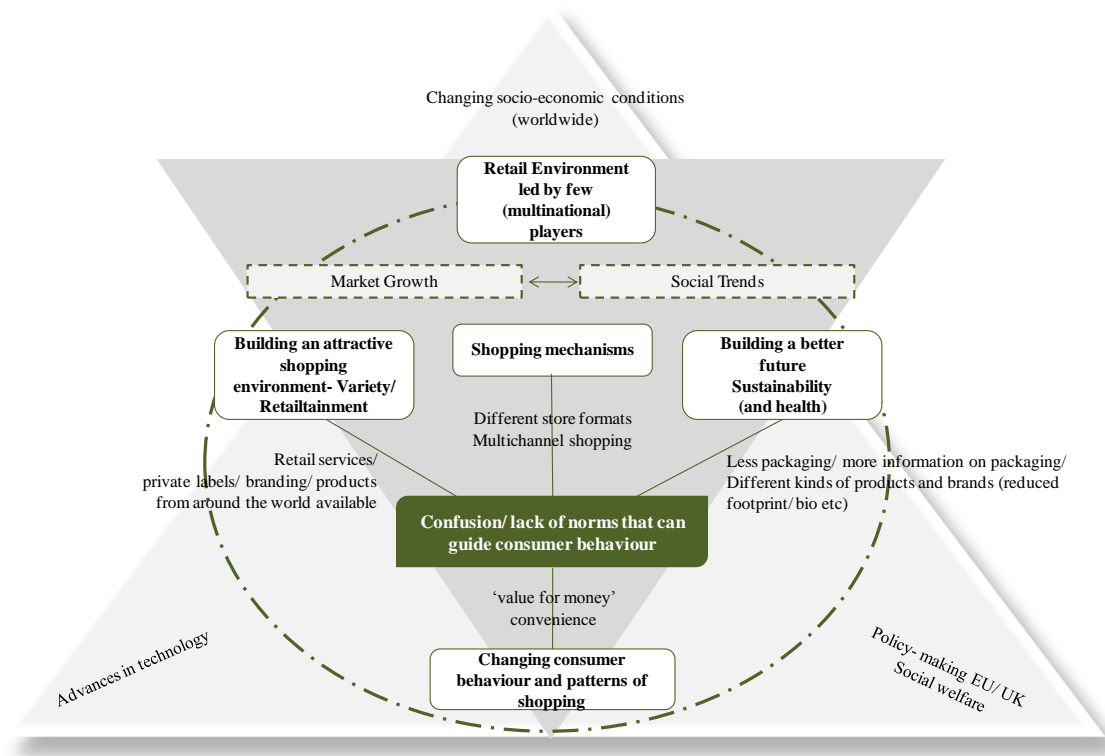 Changing socio-economic conditions
(worldwide)
Retail Environment
led by few
(multinational)
players
Market Growth
Social Trends
Building an attractive
shopping
environment- Variety/
Retailtainment
Shopping mechanisms
Building a better
future
Sustainability
(and health)
Different store formats
Multichannel shopping
Retail services/
private labels/ branding/ products
from around the world available
Less packaging/ more information on packaging/
Different kinds of products and brands (reduced
footprint/ bio etc)
Confusion/ lack of norms that can
guide consumer behaviour
‘value for money’
convenience
Advances in technology
Policy- making EU/ UK
Social welfare
Changing consumer
behaviour and patterns of
shopping